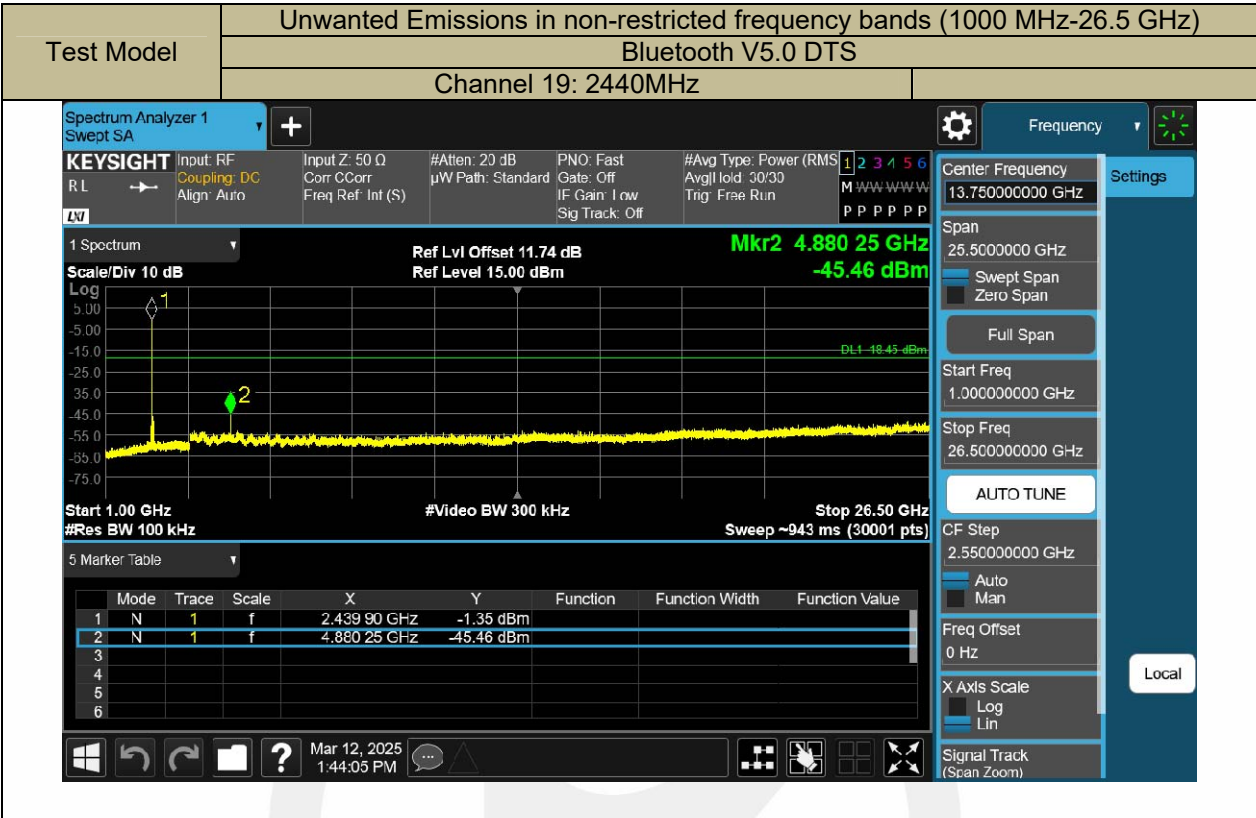 Test Model
Unwanted Emissions in non-restricted frequency bands (1000 MHz-26.5 GHz)
Bluetooth V5.0 DTS
Channel 19: 2440MHz
Spectrum Analyzer 1
Swept SA
Frequency
KEYSIGHT
R L
LXI
Input: RF
Coupling: DC
Align: Auto
Input Z: 50 Ω
Corr CCorr
Freq Ref: Int (S)
#Atten: 20 dB
µW Path: Standard
PNO: Fast
Gate: Off
IF Gain: Low
Sig Track: Off
#Avg Type: Power (RMS
Avg|Hold: 30/30
Trig: Free Run
1 2 3 4 5 6
M W W W W W
P P P P P P
Settings
1 Spectrum
Scale/Div 10 dB
Ref Lvl Offset 11.74 dB
Ref Level 15.00 dBm
Mkr2 4.880 25 GHz
-45.46 dBm
Log
5.00
-5.00
-15.0
-25.0
-35.0
-45.0
-55.0
-65.0
-75.0
1
2
DL1 -18.45 dBm
Start 1.00 GHz
#Video BW 300 kHz
Stop 26.50 GHz
#Res BW 100 kHz
Sweep ~943 ms (30001 pts)
5 Marker Table
Mode Trace Scale X Y Function Function Width Function Value
1 N 1 f 2.439 90 GHz -1.35 dBm
2 N 1 f 4.880 25 GHz -45.46 dBm
3
4
5
6
Center Frequency
13.750000000 GHz
Span
25.5000000 GHz
Swept Span
Zero Span
Full Span
Start Freq
1.000000000 GHz
Stop Freq
26.500000000 GHz
AUTO TUNE
CF Step
2.550000000 GHz
Auto
Man
Freq Offset
0 Hz
X Axis Scale
Log
Lin
Signal Track
(Span Zoom)
Local
?
Mar 12, 2025
1:44:05 PM